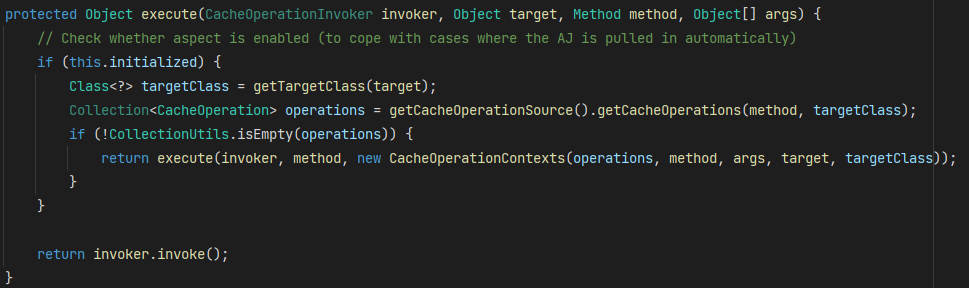 protected Object execute(CacheOperationInvoker invoker, Object target, Method method, Object[] args) {
// Check whether aspect is enabled (to cope with cases where the AJ is pulled in automatically)
if (this.initialized) {
Class<?> targetClass = getTargetClass(target);
Collection<CacheOperation> operations = getCacheOperationSource().getCacheOperations(method, targetClass);
if (!CollectionUtils.isEmpty(operations)) {
return execute(invoker, method, new CacheOperationContexts(operations, method, args, target, targetClass));
}
}
return invoker.invoke();
}